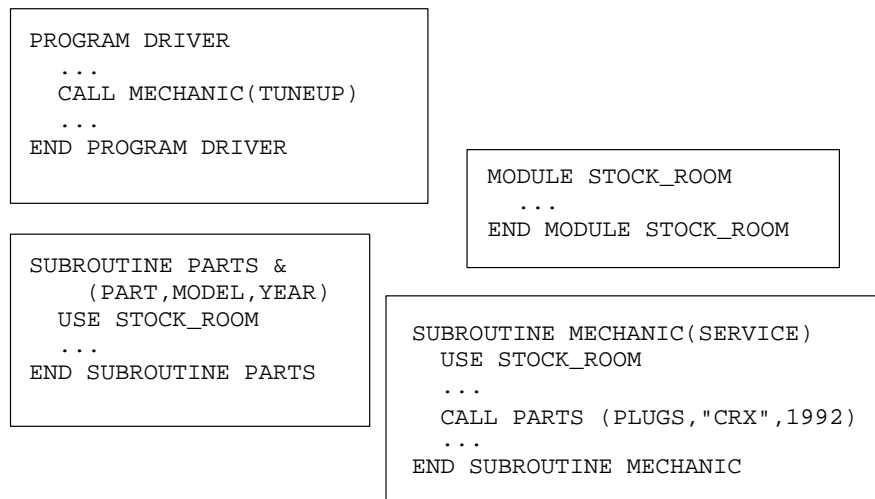 PROGRAM DRIVER
...
CALL MECHANIC(TUNEUP)
...
END PROGRAM DRIVER
MODULE STOCK_ROOM
...
END MODULE STOCK_ROOM
SUBROUTINE PARTS &
(PART,MODEL,YEAR)
USE STOCK_ROOM
...
END SUBROUTINE PARTS
SUBROUTINE MECHANIC(SERVICE)
USE STOCK_ROOM
...
CALL PARTS (PLUGS,"CRX",1992)
...
END SUBROUTINE MECHANIC